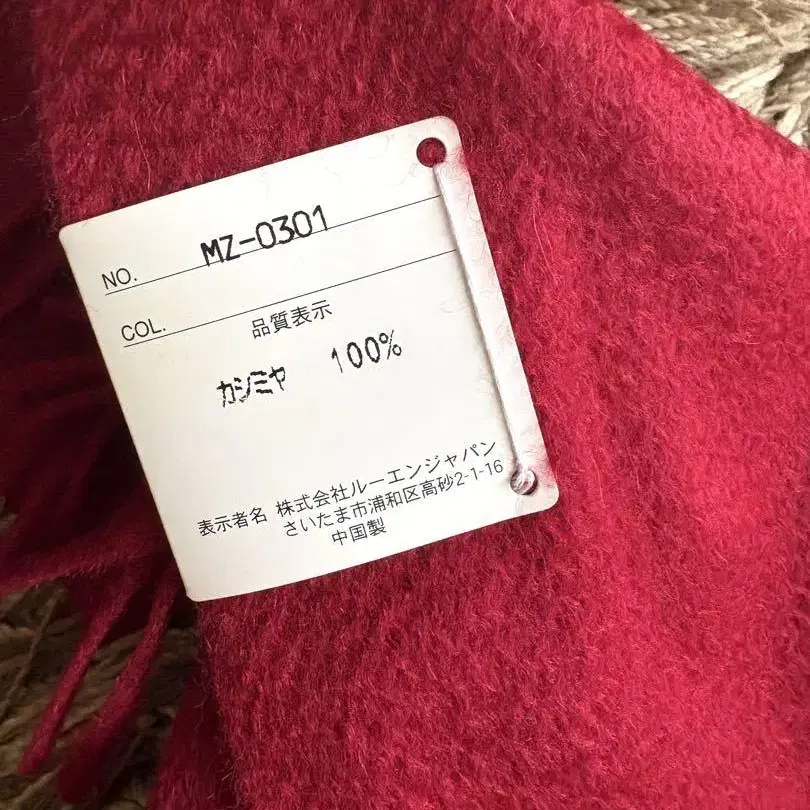 NO. MZ-0301
COL.
品質表示
カシミヤ 100%
表示者名 株式会社ルーエンジャパン
さいたま市浦和区高砂2-1-16
中国製